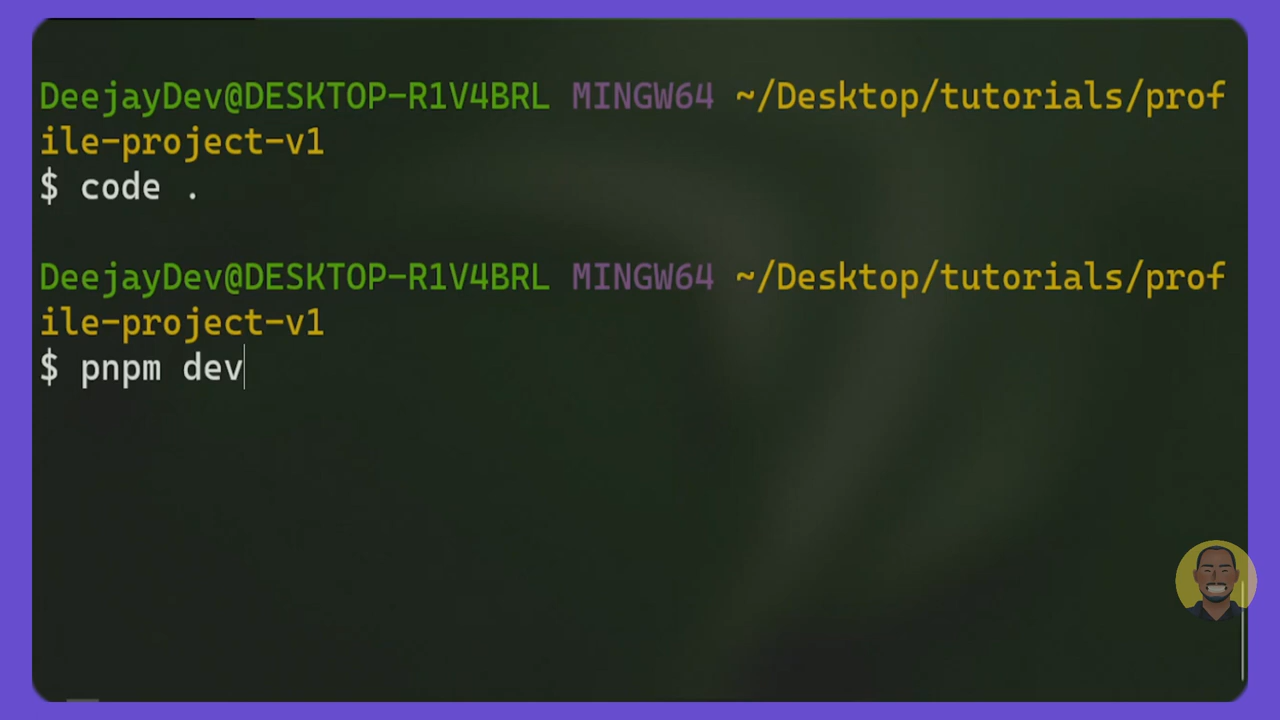 DeejayDev@DESKTOP-R1V4BRL MINGW64 ~/Desktop/tutorials/prof
ile-project-v1
$ code .
DeejayDev@DESKTOP-R1V4BRL MINGW64 ~/Desktop/tutorials/prof
ile-project-v1
$ pnpm dev